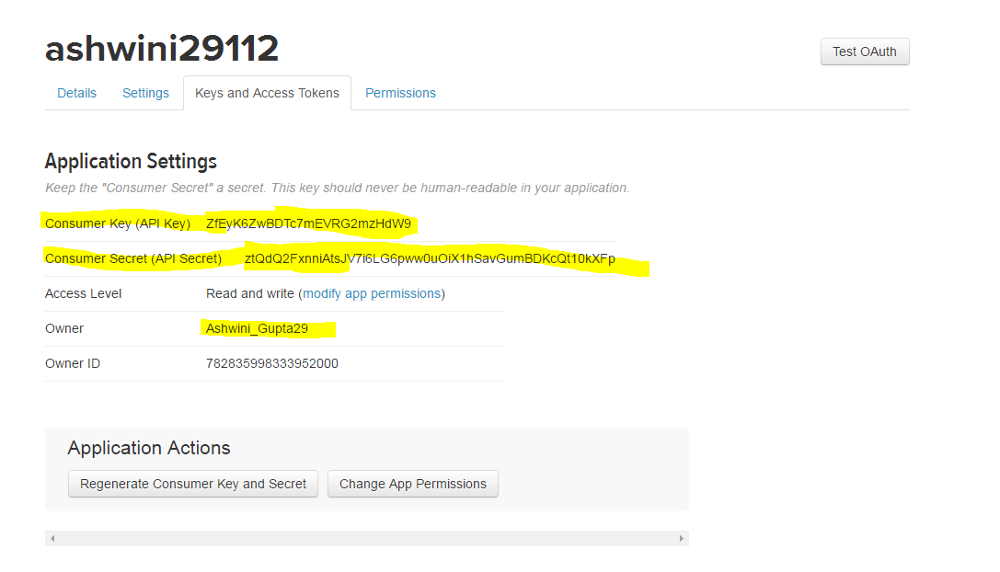 ashwini29112
Test OAuth
Details Settings Keys and Access Tokens Permissions
Application Settings
Keep the "Consumer Secret" a secret. This key should never be human-readable in your application.
Consumer Key (API Key) ZfEyK6ZwBDTc7mEVRG2mzHdW9
Consumer Secret (API Secret) ztQdQ2FxnniAtsJV7i6LG6pww0uOiX1hSavGumBDKcQt10kXFp
Access Level Read and write (modify app permissions)
Owner Ashwini_Gupta29
Owner ID 782835998333952000
Application Actions
Regenerate Consumer Key and Secret Change App Permissions